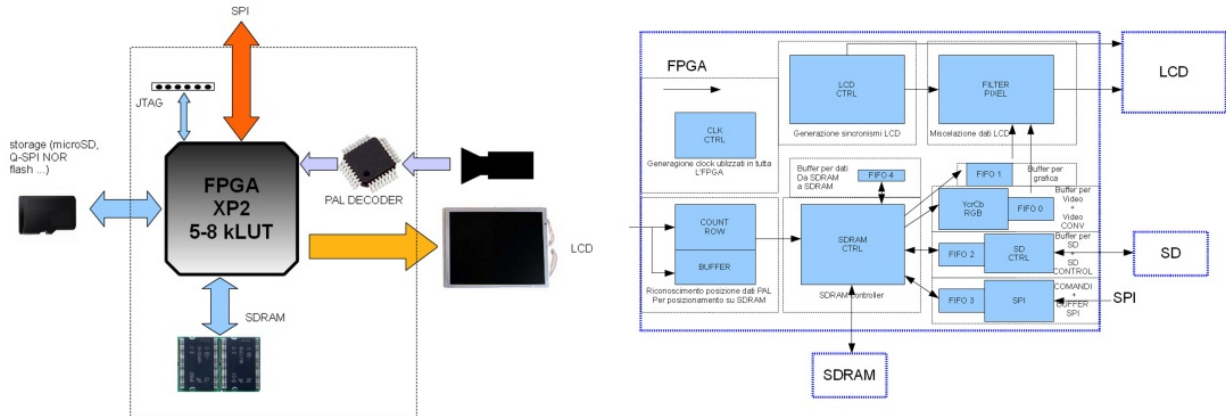 SPI
JTAG
storage (microSD,
Q-SPI NOR
flash ...)
FPGA
XP2
5-8 kLUT
PAL DECODER
LCD
SDRAM
FPGA
CLK
CTRL
Generazione clock utilizzati in tutta
L'FPGA
LCD
CTRL
Generazione sincronismi LCD
FILTER
PIXEL
Miscelazione dati LCD
LCD
Buffer per dati
Da SDRAM
a SDRAM
FIFO 4
FIFO 1
Buffer per
grafica
YcrCb
RGB
FIFO 0
Buffer per
Video
+
Video
CONV
COUNT
ROW
BUFFER
Riconoscimento posizione dati PAL
Per posizionamento su SDRAM
SDRAM
CTRL
SDRAM controller
FIFO 2
SD
CTRL
Buffer per
SD
+
SD
CONTROL
SD
FIFO 3
SPI
COMANDI
+
BUFFER
SPI
SPI
SDRAM